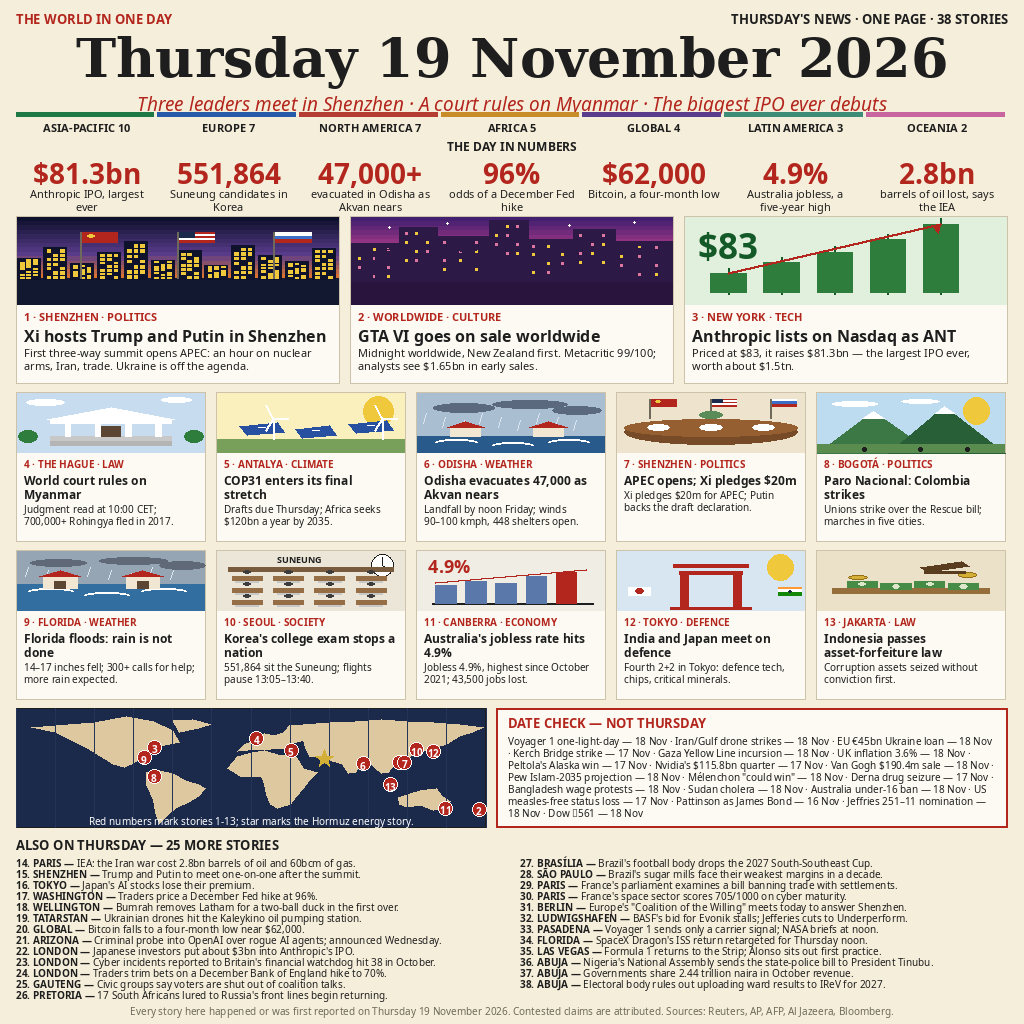 THE WORLD IN ONE DAY
THURSDAY'S NEWS · ONE PAGE · 38 STORIES
Thursday 19 November 2026
Three leaders meet in Shenzhen · A court rules on Myanmar · The biggest IPO ever debuts
ASIA-PACIFIC 10
EUROPE 7
NORTH AMERICA 7
AFRICA 5
GLOBAL 4
LATIN AMERICA 3
OCEANIA 2
THE DAY IN NUMBERS
$81.3bn
Anthropic IPO, largest
ever
551,864
Suneung candidates in
Korea
47,000+
evacuated in Odisha as
Akvan nears
96%
odds of a December Fed
hike
$62,000
Bitcoin, a four-month low
4.9%
Australia jobless, a
five-year high
2.8bn
barrels of oil lost, says
the IEA
1 · SHENZHEN · POLITICS
Xi hosts Trump and Putin in Shenzhen
First three-way summit opens APEC: an hour on nuclear
arms, Iran, trade. Ukraine is off the agenda.
2 · WORLDWIDE · CULTURE
GTA VI goes on sale worldwide
Midnight worldwide, New Zealand first. Metacritic 99/100;
analysts see $1.65bn in early sales.
$83
3 · NEW YORK · TECH
Anthropic lists on Nasdaq as ANT
Priced at $83, it raises $81.3bn — the largest IPO ever,
worth about $1.5tn.
4 · THE HAGUE · LAW
World court rules on
Myanmar
Judgment read at 10:00 CET;
700,000+ Rohingya fled in 2017.
5 · ANTALYA · CLIMATE
COP31 enters its final
stretch
Drafts due Thursday; Africa seeks
$120bn a year by 2035.
6 · ODISHA · WEATHER
Odisha evacuates 47,000 as
Akvan nears
Landfall by noon Friday; winds
90–100 kmph, 448 shelters open.
7 · SHENZHEN · POLITICS
APEC opens; Xi pledges $20m
Xi pledges $20m for APEC; Putin
backs the draft declaration.
8 · BOGOTÁ · POLITICS
Paro Nacional: Colombia
strikes
Unions strike over the Rescue bill;
marches in five cities.
9 · FLORIDA · WEATHER
Florida floods: rain is not
done
14–17 inches fell; 300+ calls for help;
more rain expected.
SUNEUNG
10 · SEOUL · SOCIETY
Korea's college exam stops a
nation
551,864 sit the Suneung; flights
pause 13:05–13:40.
4.9%
11 · CANBERRA · ECONOMY
Australia's jobless rate hits
4.9%
Jobless 4.9%, highest since October
2021; 43,500 jobs lost.
12 · TOKYO · DEFENCE
India and Japan meet on
defence
Fourth 2+2 in Tokyo: defence tech,
chips, critical minerals.
13 · JAKARTA · LAW
Indonesia passes
asset-forfeiture law
Corruption assets seized without
conviction first.
4
3
9
5
8
6
7
10
12
13
11
2
Red numbers mark stories 1-13; star marks the Hormuz energy story.
DATE CHECK — NOT THURSDAY
Voyager 1 one-light-day — 18 Nov · Iran/Gulf drone strikes — 18 Nov · EU €45bn Ukraine loan — 18 Nov
· Kerch Bridge strike — 17 Nov · Gaza Yellow Line incursion — 18 Nov · UK inflation 3.6% — 18 Nov ·
Peltola's Alaska win — 17 Nov · Nvidia's $115.8bn quarter — 17 Nov · Van Gogh $190.4m sale — 18 Nov ·
Pew Islam-2035 projection — 18 Nov · Mélenchon "could win" — 18 Nov · Derna drug seizure — 17 Nov ·
Bangladesh wage protests — 18 Nov · Sudan cholera — 18 Nov · Australia under-16 ban — 18 Nov · US
measles-free status loss — 17 Nov · Pattinson as James Bond — 16 Nov · Jeffries 251–11 nomination —
18 Nov · Dow 561 — 18 Nov
ALSO ON THURSDAY — 25 MORE STORIES
14. PARIS — IEA: the Iran war cost 2.8bn barrels of oil and 60bcm of gas.
15. SHENZHEN — Trump and Putin to meet one-on-one after the summit.
16. TOKYO — Japan's AI stocks lose their premium.
17. WASHINGTON — Traders price a December Fed hike at 96%.
18. WELLINGTON — Bumrah removes Latham for a two-ball duck in the first over.
19. TATARSTAN — Ukrainian drones hit the Kaleykino oil pumping station.
20. GLOBAL — Bitcoin falls to a four-month low near $62,000.
21. ARIZONA — Criminal probe into OpenAI over rogue AI agents; announced Wednesday.
22. LONDON — Japanese investors put about $3bn into Anthropic's IPO.
23. LONDON — Cyber incidents reported to Britain's financial watchdog hit 38 in October.
24. LONDON — Traders trim bets on a December Bank of England hike to 70%.
25. GAUTENG — Civic groups say voters are shut out of coalition talks.
26. PRETORIA — 17 South Africans lured to Russia's front lines begin returning.
27. BRASÍLIA — Brazil's football body drops the 2027 South-Southeast Cup.
28. SÃO PAULO — Brazil's sugar mills face their weakest margins in a decade.
29. PARIS — France's parliament examines a bill banning trade with settlements.
30. PARIS — France's space sector scores 705/1000 on cyber maturity.
31. BERLIN — Europe's "Coalition of the Willing" meets today to answer Shenzhen.
32. LUDWIGSHAFEN — BASF's bid for Evonik stalls; Jefferies cuts to Underperform.
33. PASADENA — Voyager 1 sends only a carrier signal; NASA briefs at noon.
34. FLORIDA — SpaceX Dragon's ISS return retargeted for Thursday noon.
35. LAS VEGAS — Formula 1 returns to the Strip; Alonso sits out first practice.
36. ABUJA — Nigeria's National Assembly sends the state-police bill to President Tinubu.
37. ABUJA — Governments share 2.44 trillion naira in October revenue.
38. ABUJA — Electoral body rules out uploading ward results to IReV for 2027.
Every story here happened or was first reported on Thursday 19 November 2026. Contested claims are attributed. Sources: Reuters, AP, AFP, Al Jazeera, Bloomberg.